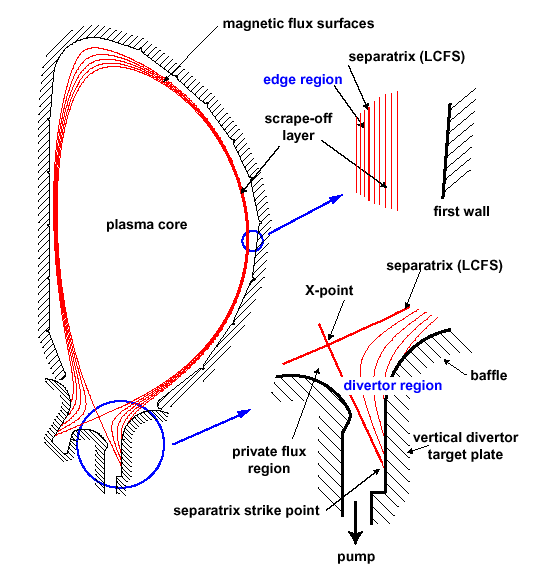 magnetic flux surfaces
separatrix (LCFS)
edge region
scrape-off
layer
plasma core
first wall
separatrix (LCFS)
X-point
divertor region
baffle
private flux
region
vertical divertor
target plate
separatrix strike point
pump